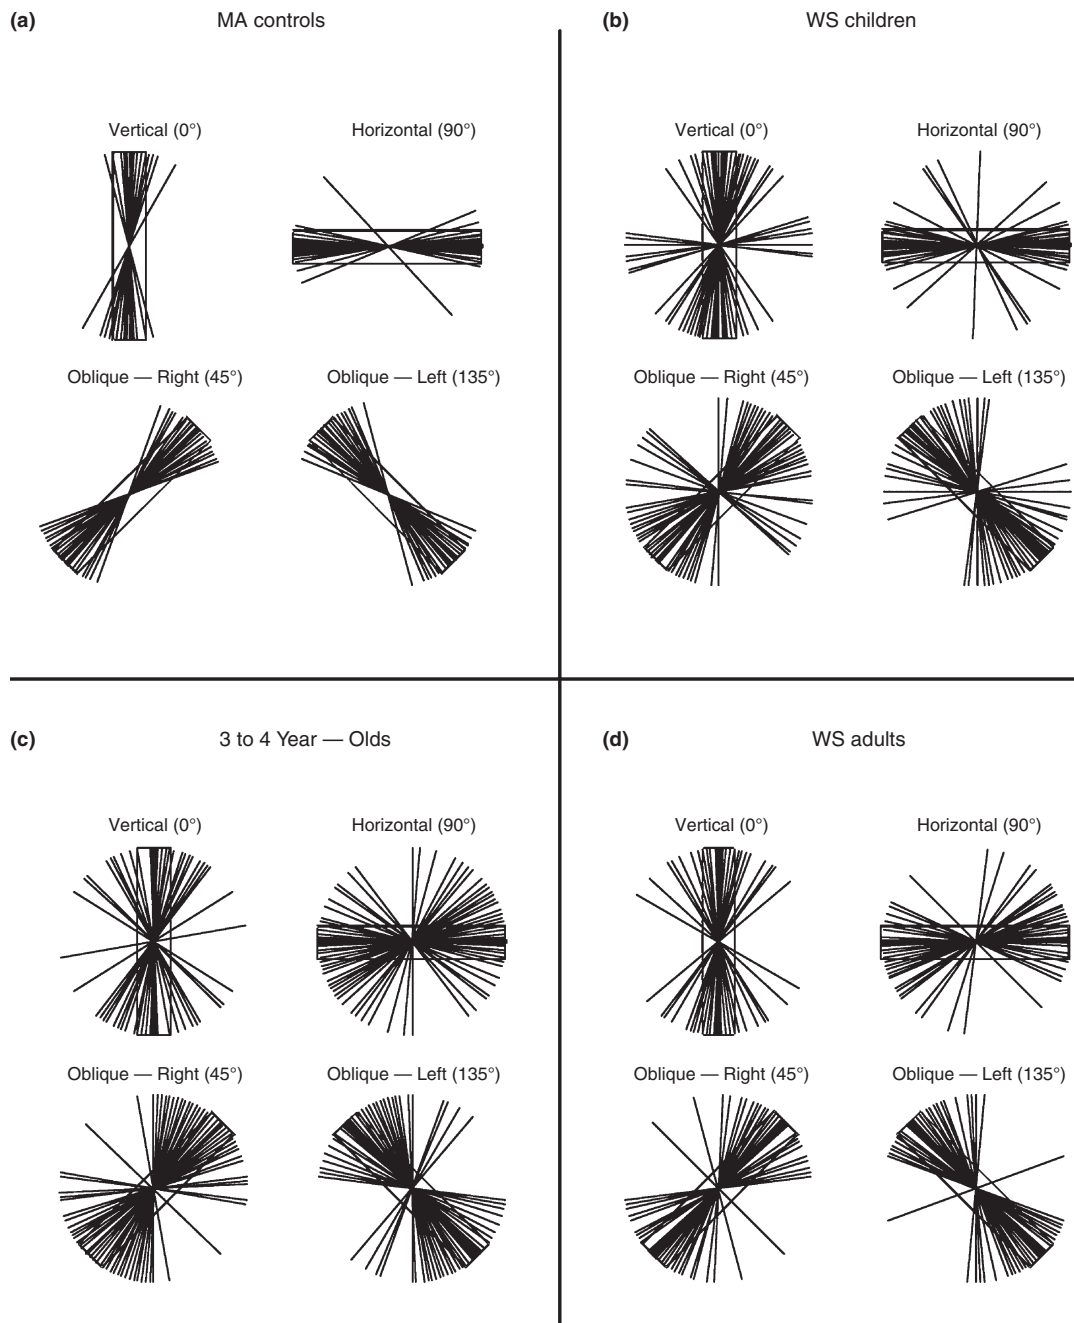 (a) MA controls
Vertical (0°) Horizontal (90°)
Oblique — Right (45°) Oblique — Left (135°)
(b) WS children
Vertical (0°) Horizontal (90°)
Oblique — Right (45°) Oblique — Left (135°)
(c) 3 to 4 Year — Olds
Vertical (0°) Horizontal (90°)
Oblique — Right (45°) Oblique — Left (135°)
(d) WS adults
Vertical (0°) Horizontal (90°)
Oblique — Right (45°) Oblique — Left (135°)